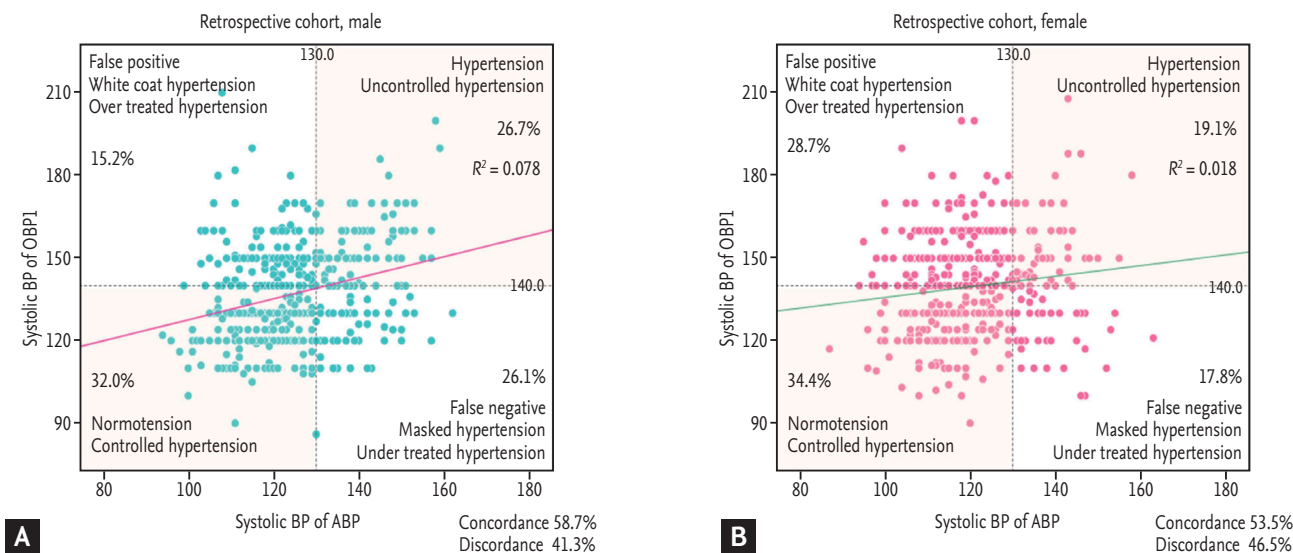 Retrospective cohort, male
130.0
False positive
White coat hypertension
Over treated hypertension
15.2%
Hypertension
Uncontrolled hypertension
26.7%
R² = 0.078
140.0
32.0%
Normotension
Controlled hypertension
26.1%
False negative
Masked hypertension
Under treated hypertension
Systolic BP of OBP1
210
180
150
120
90
80 100 120 140 160 180
Systolic BP of ABP
A
Concordance 58.7%
Discordance 41.3%
Retrospective cohort, female
130.0
False positive
White coat hypertension
Over treated hypertension
28.7%
Hypertension
Uncontrolled hypertension
19.1%
R² = 0.018
140.0
34.4%
Normotension
Controlled hypertension
17.8%
False negative
Masked hypertension
Under treated hypertension
Systolic BP of OBP1
210
180
150
120
90
80 100 120 140 160 180
Systolic BP of ABP
B
Concordance 53.5%
Discordance 46.5%